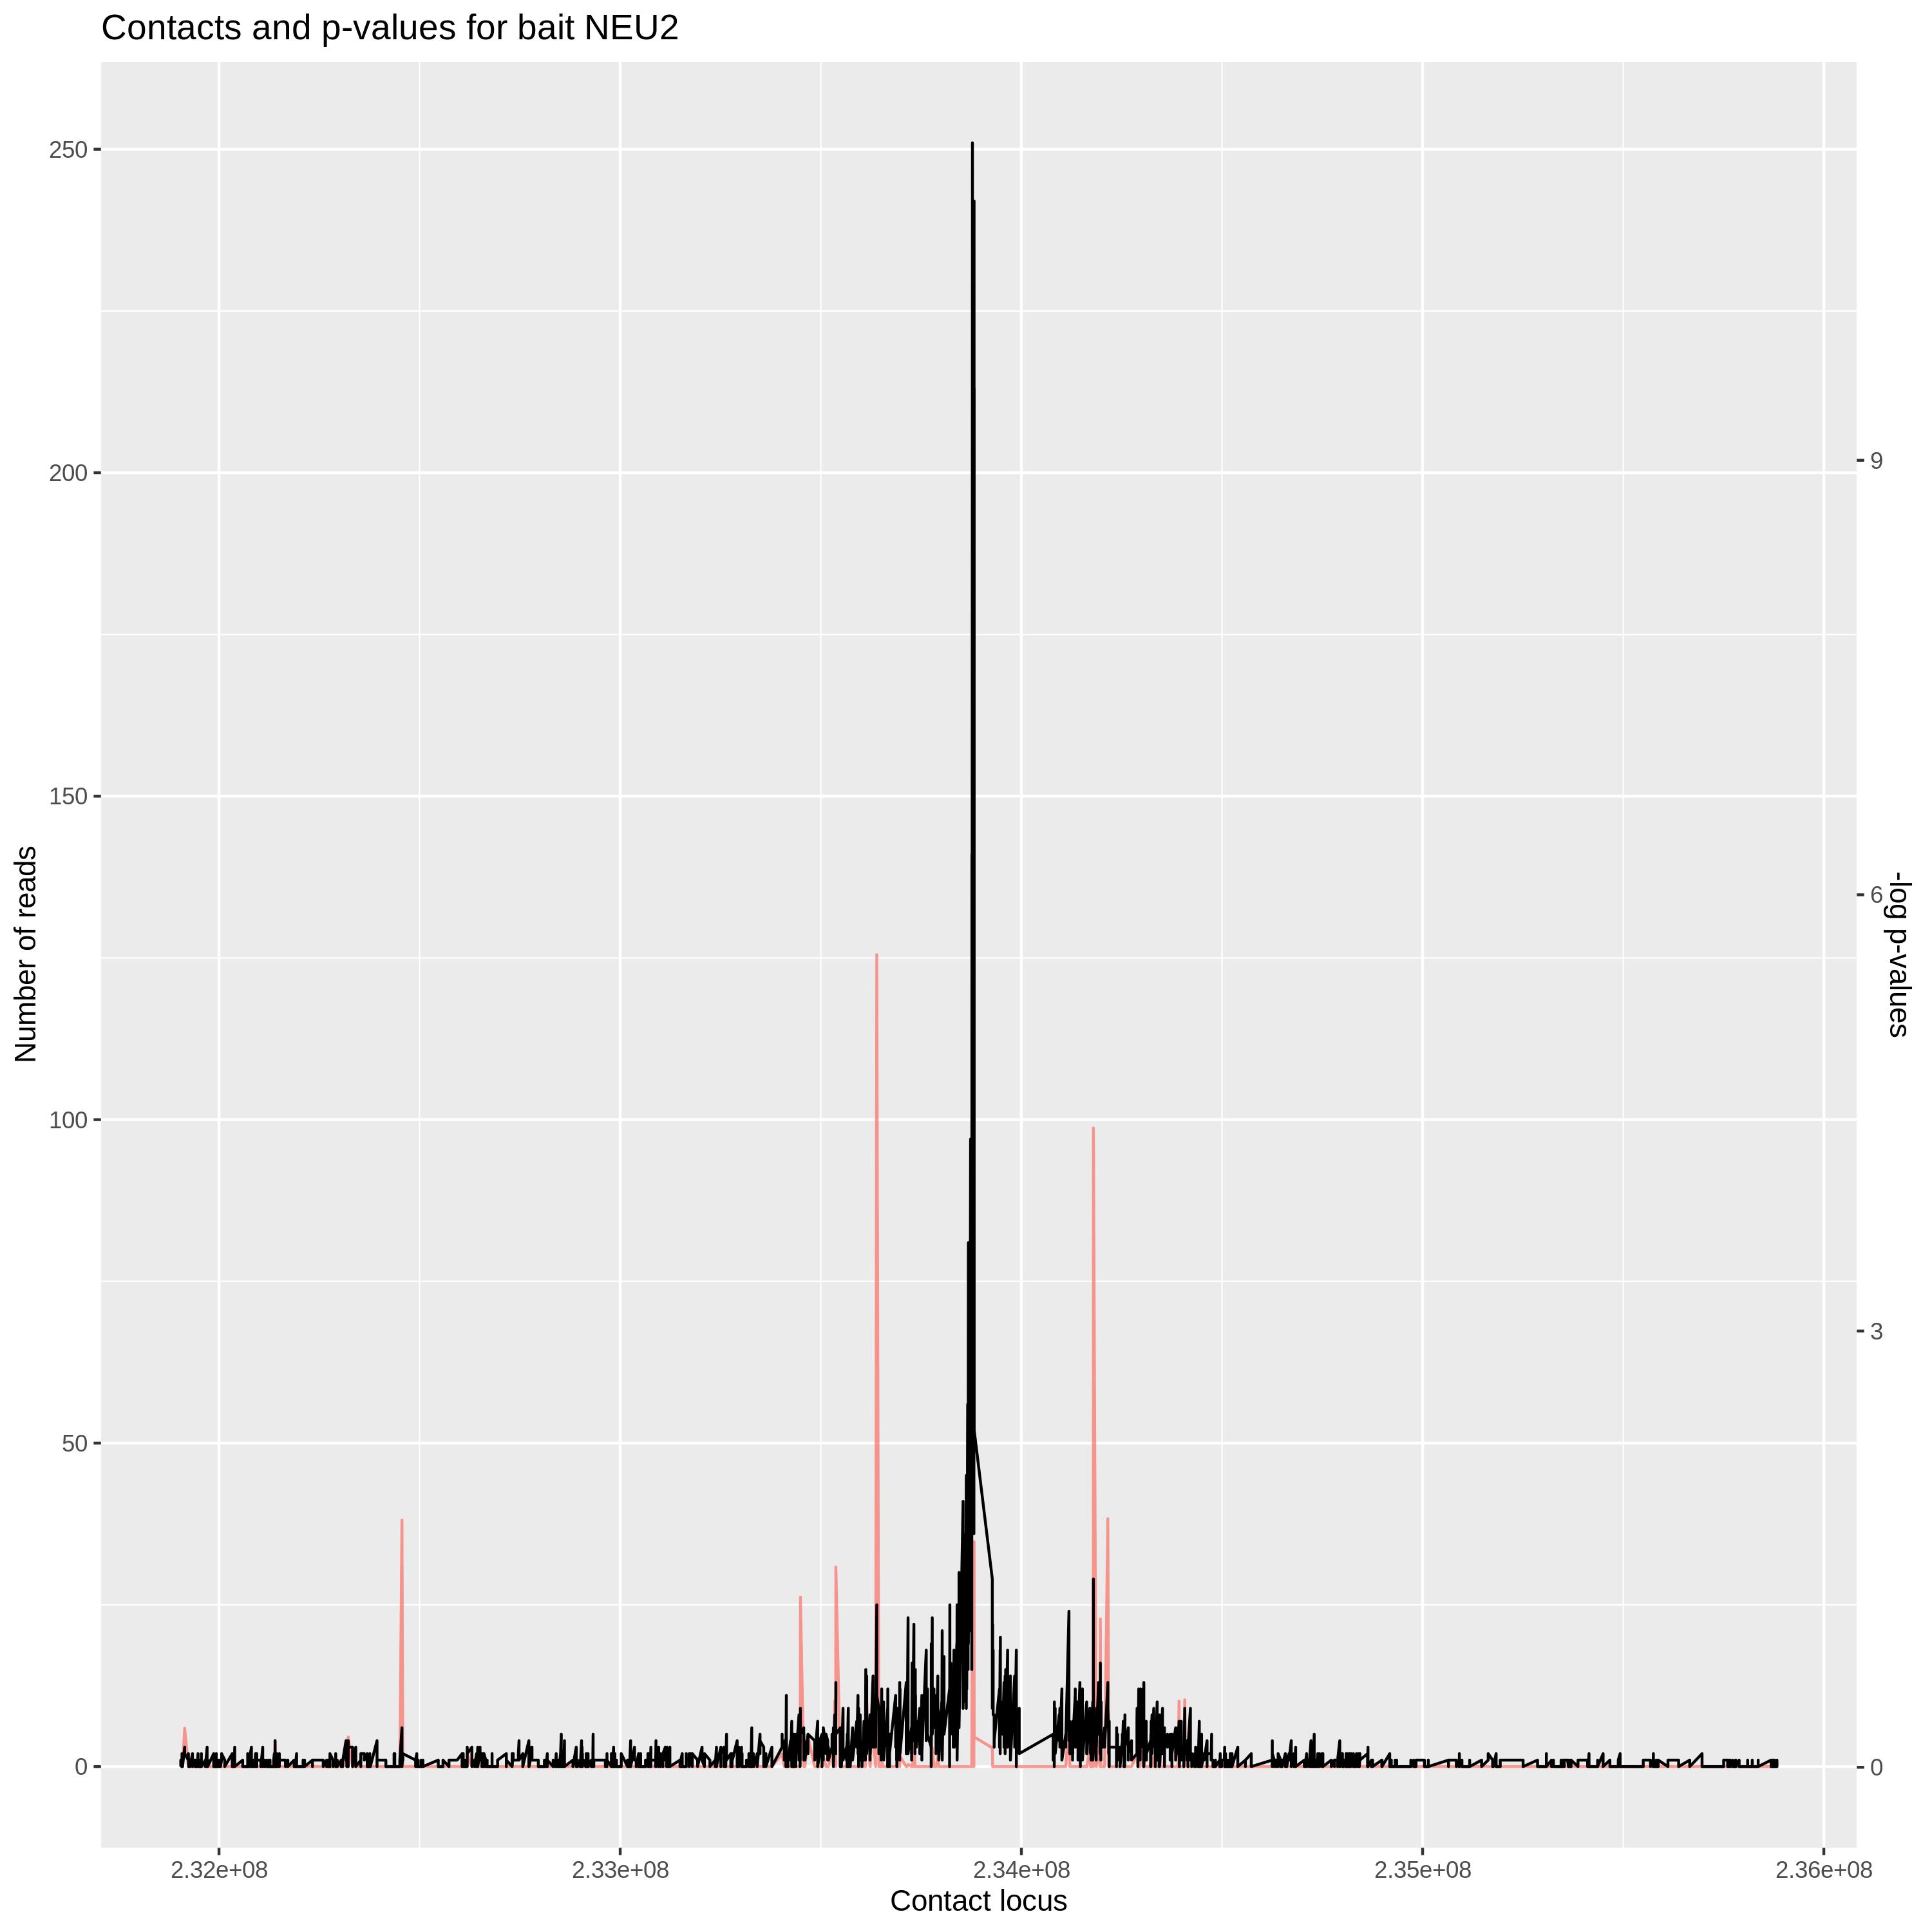 Contacts and p-values for bait NEU2
250
200
150
100
50
0
Number of reads
9
6
3
0
-log p-values
2.32e+08
2.33e+08
2.34e+08
2.35e+08
2.36e+08
Contact locus